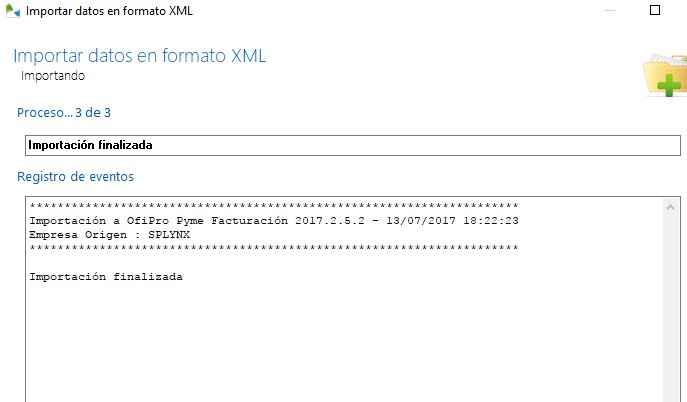 Importar datos en formato XML
Importar datos en formato XML
Importando
Proceso... 3 de 3
Importación finalizada
Registro de eventos
**********************************************************************
Importación a OfiPro Pyme Facturación 2017.2.5.2 - 13/07/2017 18:22:23
Empresa Origen : SPLYNX
**********************************************************************
Importación finalizada